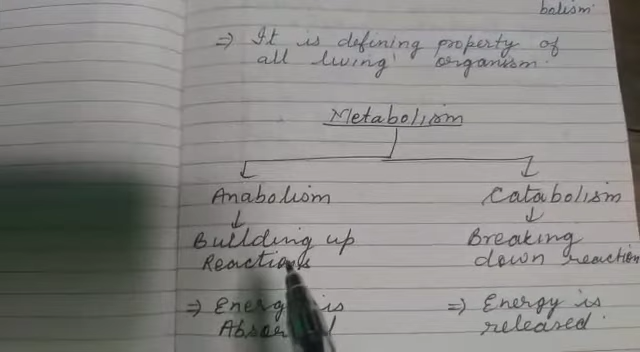 bolism.
⇒ It is defining property of
all living organism.
Metabolism
Anabolism
Catabolism
Building up
Reactions
Breaking
down reaction
⇒ Energy is
⇒ Energy is
released.